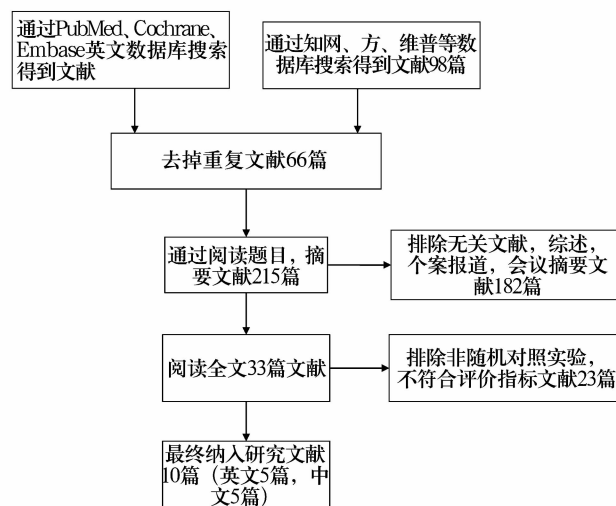 通过PubMed、Cochrane、
Embase英文数据库搜索
得到文献
通过知网、方、维普等数
据库搜索得到文献98篇
去掉重复文献66篇
通过阅读题目，摘
要文献215篇
排除无关文献，综述，
个案报道，会议摘要文
献182篇
阅读全文33篇文献
排除非随机对照实验，
不符合评价指标文献23篇
最终纳入研究文献
10篇（英文5篇，中
文5篇）